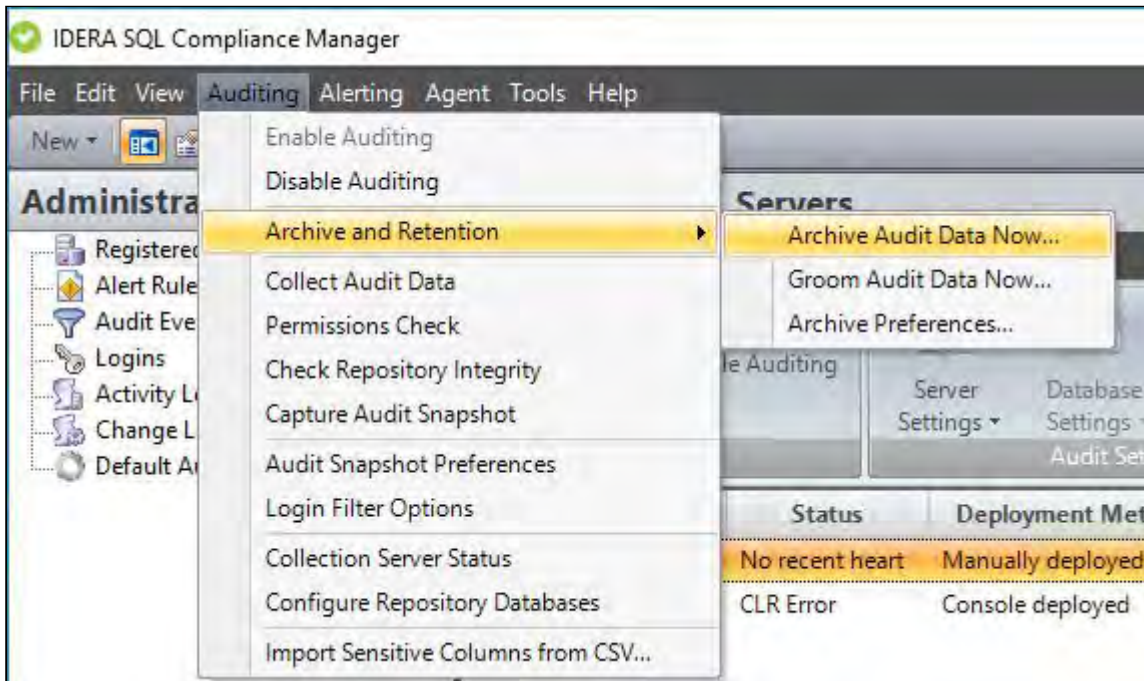 IDERA SQL Compliance Manager
File Edit View Auditing Alerting Agent Tools Help
New
Enable Auditing
Disable Auditing
Archive and Retention
Collect Audit Data
Permissions Check
Check Repository Integrity
Capture Audit Snapshot
Audit Snapshot Preferences
Login Filter Options
Collection Server Status
Configure Repository Databases
Import Sensitive Columns from CSV...
Archive Audit Data Now...
Groom Audit Data Now...
Archive Preferences...
Administra
Registered
Alert Rule
Audit Eve
Logins
Activity L
Change L
Default A
Servers
le Auditing
Server Settings
Database Settings
Audit Set
Status Deployment Met
No recent heart Manually deployed
CLR Error Console deployed